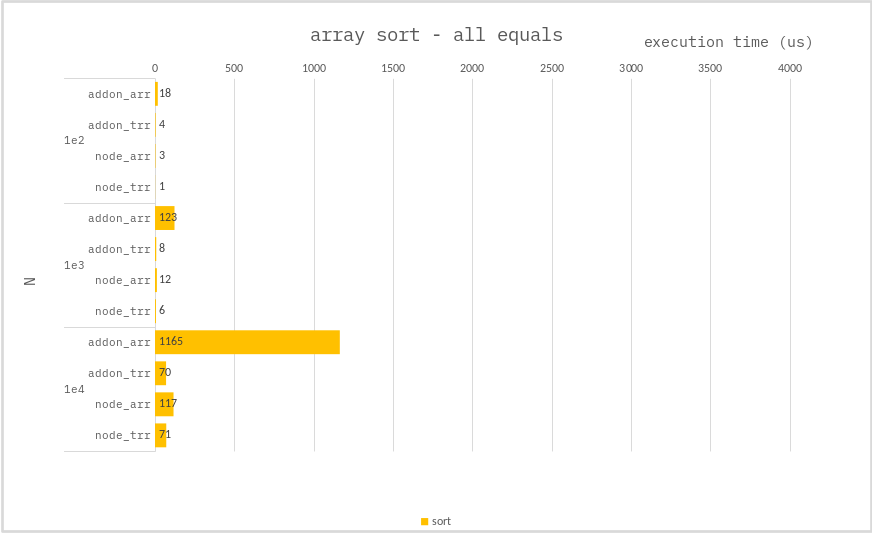 array sort - all equals
execution time (us)
0 500 1000 1500 2000 2500 3000 3500 4000
addon_arr 18
addon_trr 4
1e2
node_arr 3
node_trr 1
addon_arr 123
addon_trr 8
1e3
node_arr 12
N
node_trr 6
addon_arr 1165
addon_trr 70
1e4
node_arr 117
node_trr 71
sort